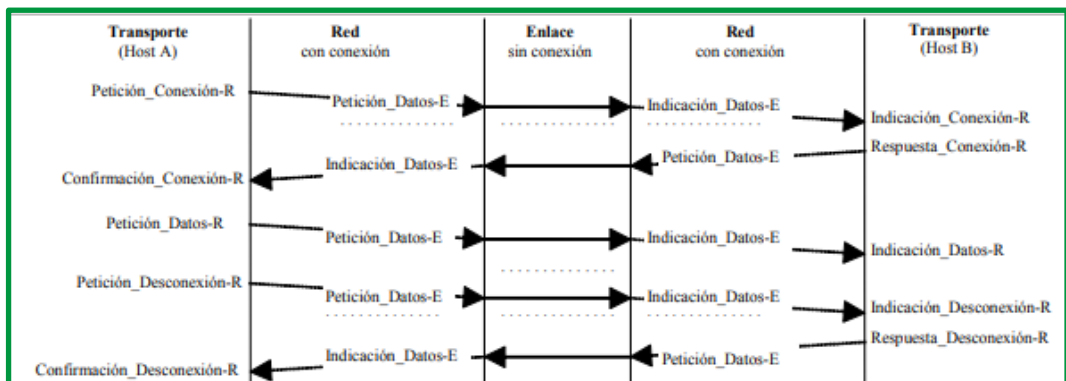 Transporte
(Host A)
Red
con conexión
Enlace
sin conexión
Red
con conexión
Transporte
(Host B)
Petición_Conexión-R
Petición_Datos-E
Indicación_Datos-E
Indicación_Conexión-R
Respuesta_Conexión-R
Petición_Datos-E
Indicación_Datos-E
Confirmación_Conexión-R
Petición_Datos-R
Petición_Datos-E
Indicación_Datos-E
Indicación_Datos-R
Petición_Desconexión-R
Petición_Datos-E
Indicación_Datos-E
Indicación_Desconexión-R
Respuesta_Desconexión-R
Petición_Datos-E
Indicación_Datos-E
Confirmación_Desconexión-R